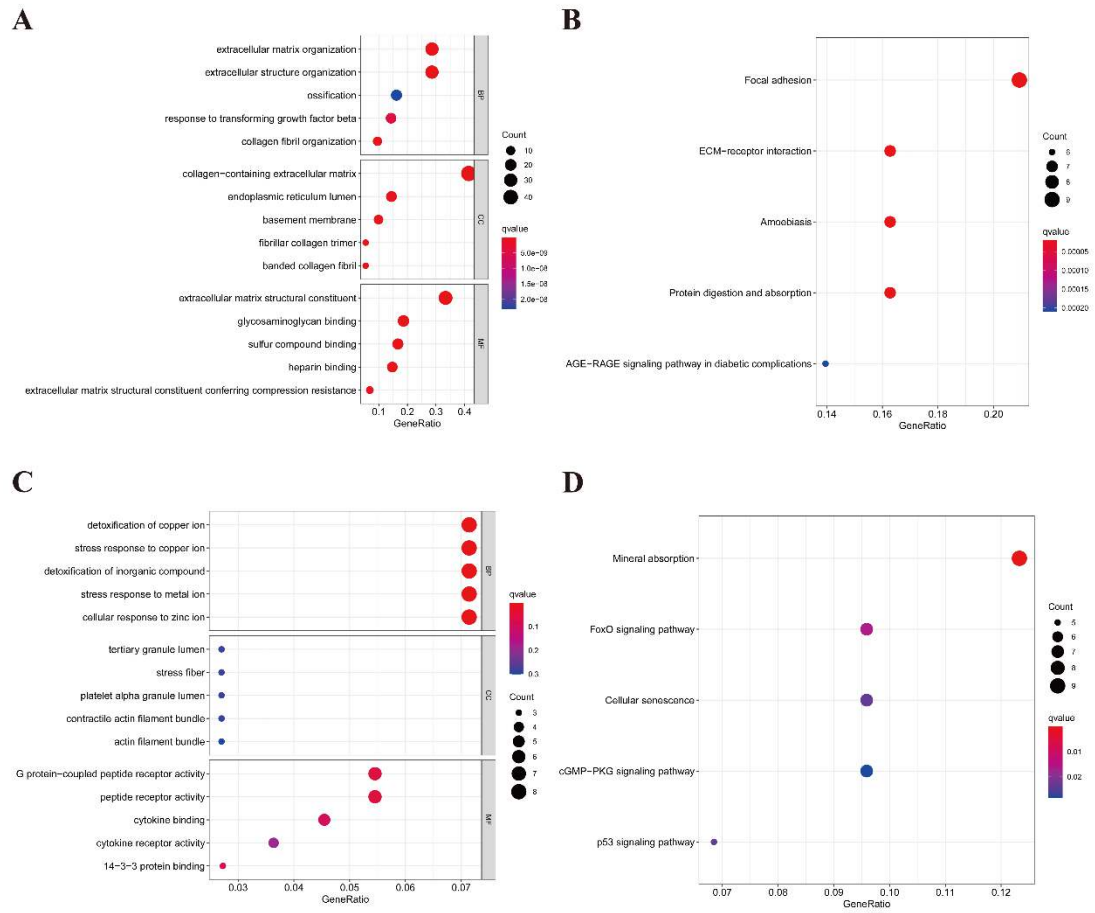 A
extracellular matrix organization
extracellular structure organization
ossification
response to transforming growth factor beta
collagen fibril organization
BP
collagen−containing extracellular matrix
endoplasmic reticulum lumen
basement membrane
fibrillar collagen trimer
banded collagen fibril
CC
extracellular matrix structural constituent
glycosaminoglycan binding
sulfur compound binding
heparin binding
extracellular matrix structural constituent conferring compression resistance
MF
0.1 0.2 0.3 0.4
GeneRatio
Count
10
20
30
40
qvalue
5.0e−09
1.0e−08
1.5e−08
2.0e−08
B
Focal adhesion
ECM−receptor interaction
Amoobiasis
Protein digestion and absorption
AGE−RAGE signaling pathway in diabetic complications
0.14 0.16 0.18 0.20
GeneRatio
Count
6
7
8
9
qvalue
0.00005
0.00010
0.00015
0.00020
C
detoxification of copper ion
stress response to copper ion
detoxification of inorganic compound
stress response to metal ion
cellular response to zinc ion
BP
tertiary granule lumen
stress fiber
platelet alpha granule lumen
contractile actin filament bundle
actin filament bundle
CC
G protein−coupled peptide receptor activity
peptide receptor activity
cytokine binding
cytokine receptor activity
14−3−3 protein binding
MF
0.03 0.04 0.05 0.06 0.07
GeneRatio
qvalue
0.1
0.2
0.3
Count
3
4
5
6
7
8
D
Mineral absorption
FoxO signaling pathway
Cellular senescence
cGMP−PKG signaling pathway
p53 signaling pathway
0.07 0.08 0.09 0.10 0.11 0.12
GeneRatio
Count
5
6
7
8
9
qvalue
0.01
0.02